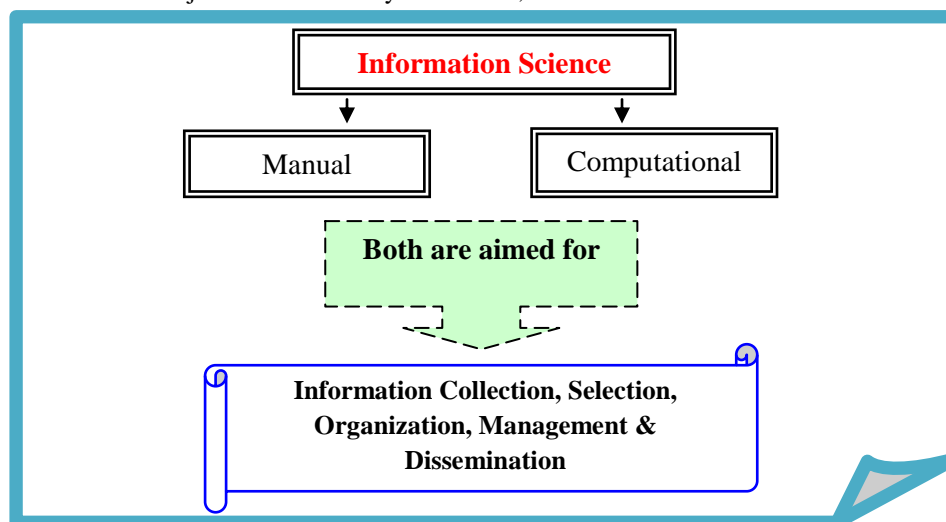 Information Science
Manual
Computational
Both are aimed for
Information Collection, Selection,
Organization, Management &
Dissemination